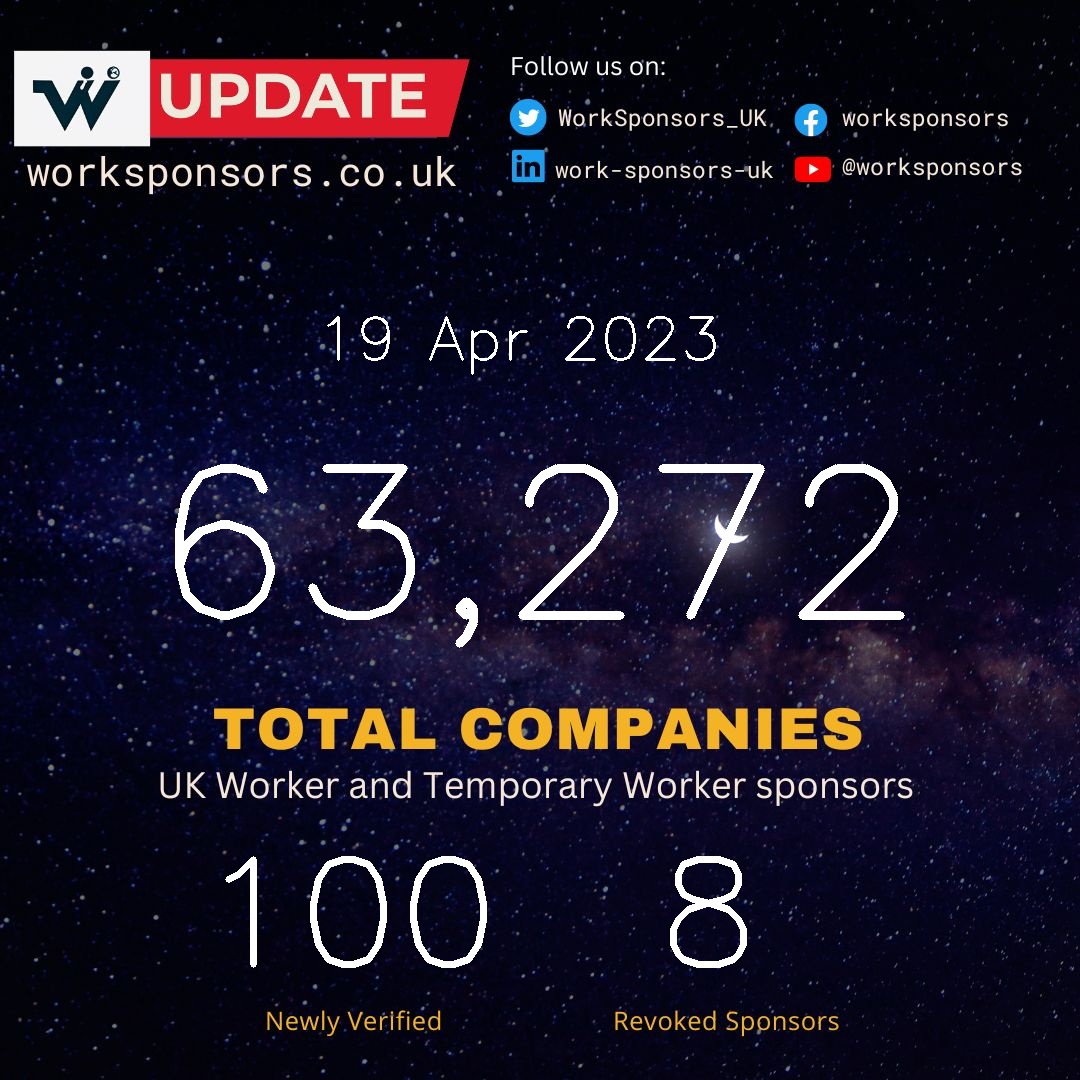 UPDATE
worksponsors.co.uk
Follow us on:
WorkSponsors_UK
worksponsors
work-sponsors-uk
@worksponsors
19 Apr 2023
63,272
TOTAL COMPANIES
UK Worker and Temporary Worker sponsors
100
8
Newly Verified
Revoked Sponsors